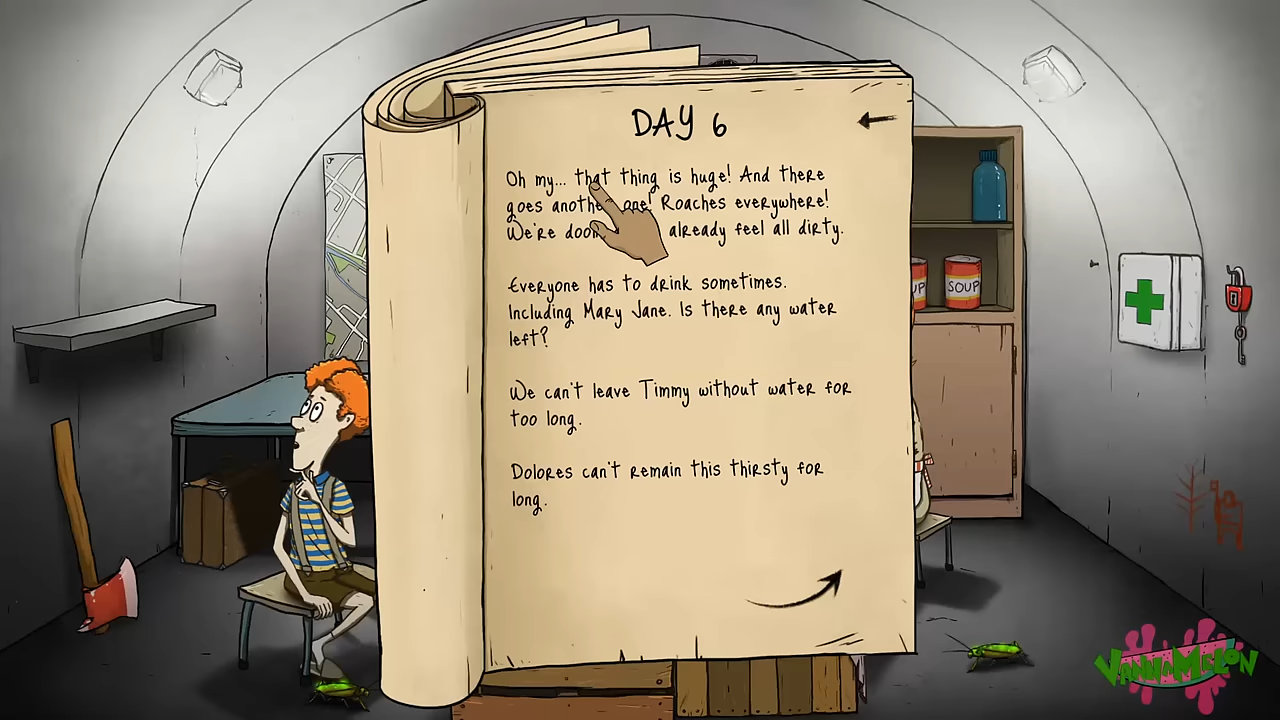 DAY 6
Oh my... that thing is huge! And there
goes anothe one! Roaches everywhere!
We're doo already feel all dirty.
Everyone has to drink sometimes.
Including Mary Jane. Is there any water
left?
We can't leave Timmy without water for
too long.
Dolores can't remain this thirsty for
long.
UP
SOUP
VANNAMELON